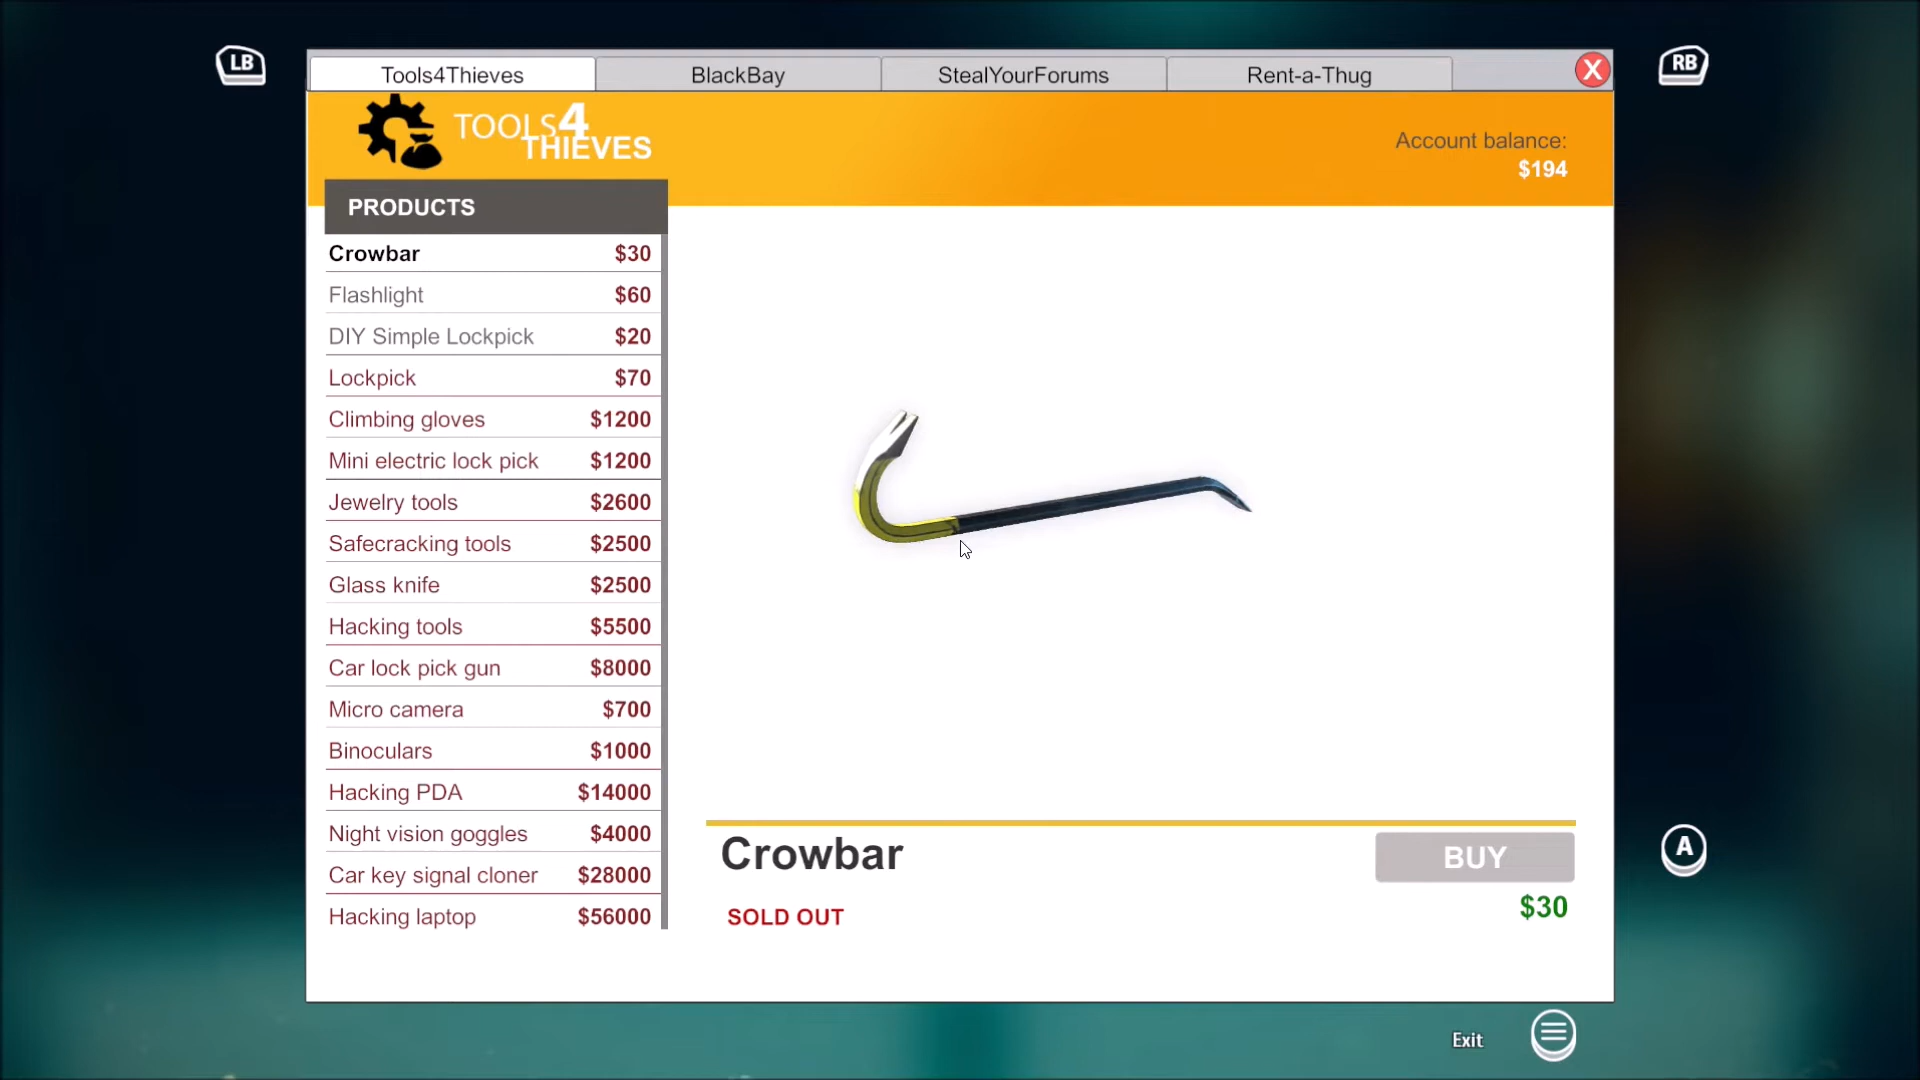 LB
RB
Tools4Thieves
BlackBay
StealYourForums
Rent-a-Thug
X
TOOLS4
THIEVES
Account balance:
$194
PRODUCTS
Crowbar $30
Flashlight $60
DIY Simple Lockpick $20
Lockpick $70
Climbing gloves $1200
Mini electric lock pick $1200
Jewelry tools $2600
Safecracking tools $2500
Glass knife $2500
Hacking tools $5500
Car lock pick gun $8000
Micro camera $700
Binoculars $1000
Hacking PDA $14000
Night vision goggles $4000
Car key signal cloner $28000
Hacking laptop $56000
Crowbar
BUY
A
SOLD OUT
$30
Exit